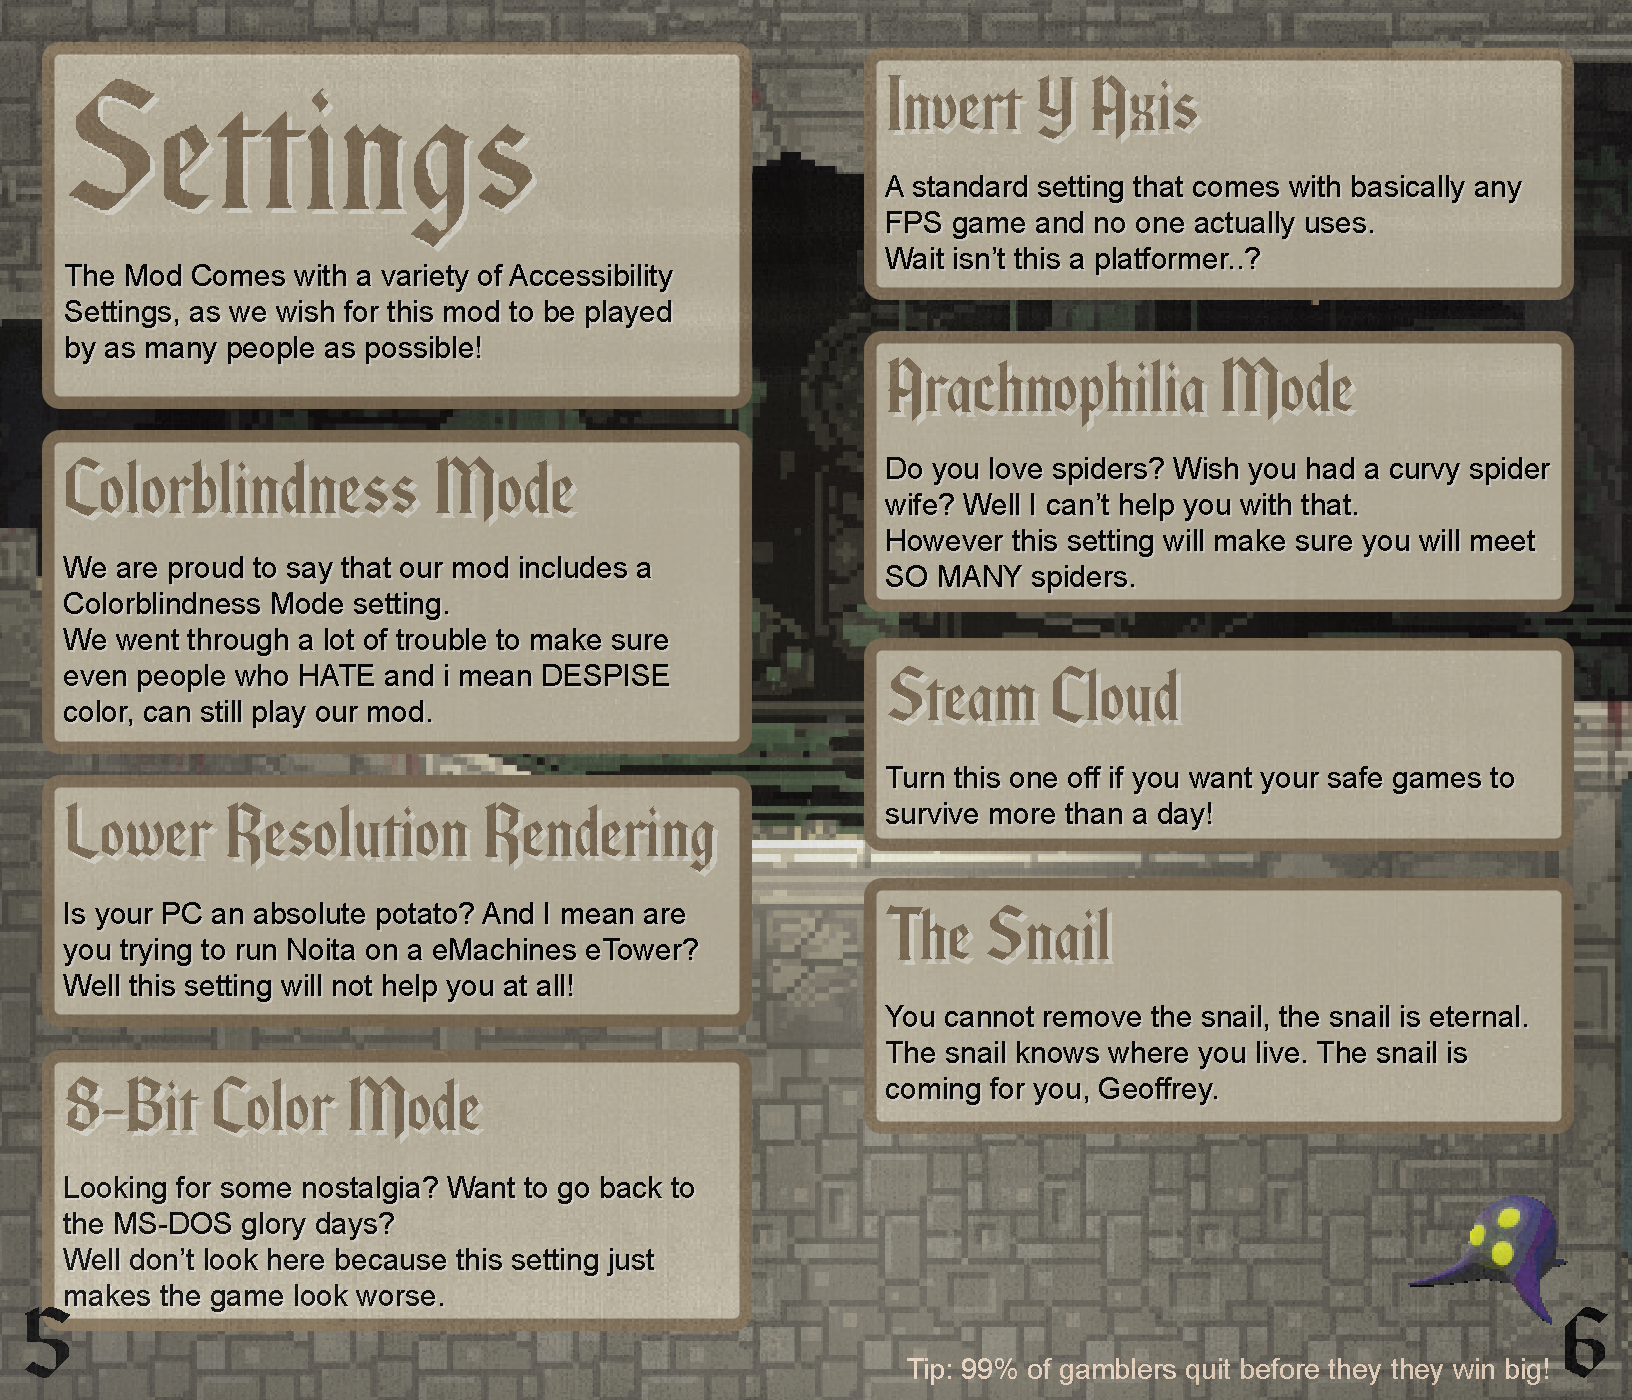 Settings
The Mod Comes with a variety of Accessibility
Settings, as we wish for this mod to be played
by as many people as possible!
Colorblindness Mode
We are proud to say that our mod includes a
Colorblindness Mode setting.
We went through a lot of trouble to make sure
even people who HATE and i mean DESPISE
color, can still play our mod.
Lower Resolution Rendering
Is your PC an absolute potato? And I mean are
you trying to run Noita on a eMachines eTower?
Well this setting will not help you at all!
8-Bit Color Mode
Looking for some nostalgia? Want to go back to
the MS-DOS glory days?
Well don't look here because this setting just
makes the game look worse.
5
Invert Y Axis
A standard setting that comes with basically any
FPS game and no one actually uses.
Wait isn't this a platformer..?
Arachnophilia Mode
Do you love spiders? Wish you had a curvy spider
wife? Well I can't help you with that.
However this setting will make sure you will meet
SO MANY spiders.
Steam Cloud
Turn this one off if you want your safe games to
survive more than a day!
The Snail
You cannot remove the snail, the snail is eternal.
The snail knows where you live. The snail is
coming for you, Geoffrey.
Tip: 99% of gamblers quit before they they win big!
6